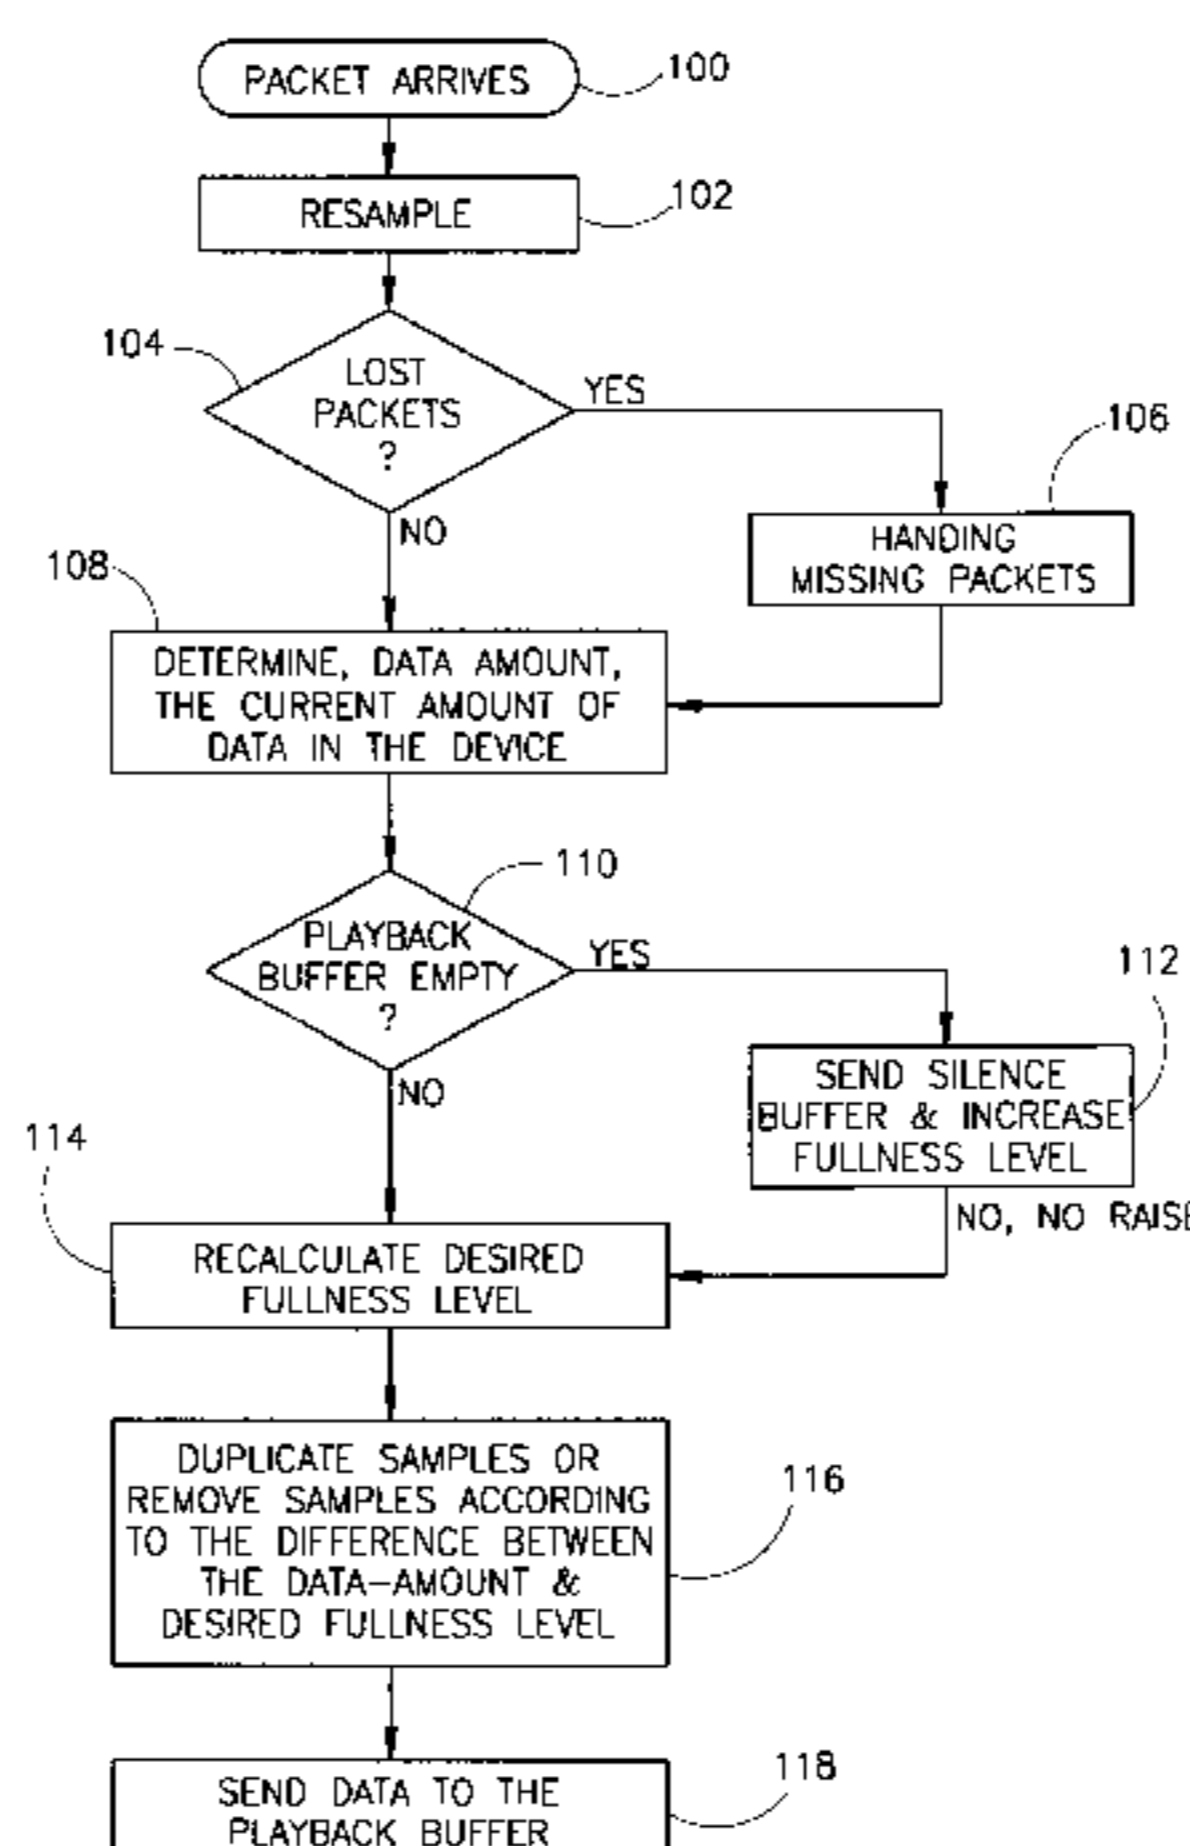 PACKET ARRIVES
100
RESAMPLE
102
104
LOST
PACKETS
?
YES
NO
106
HANDING
MISSING PACKETS
108
DETERMINE, DATA AMOUNT,
THE CURRENT AMOUNT OF
DATA IN THE DEVICE
110
PLAYBACK
BUFFER EMPTY
?
YES
NO
112
SEND SILENCE
BUFFER & INCREASE
FULLNESS LEVEL
NO, NO RAISE
114
RECALCULATE DESIRED
FULLNESS LEVEL
DUPLICATE SAMPLES OR
REMOVE SAMPLES ACCORDING
TO THE DIFFERENCE BETWEEN
THE DATA-AMOUNT &
DESIRED FULLNESS LEVEL
116
SEND DATA TO THE
PLAYBACK BUFFER
118